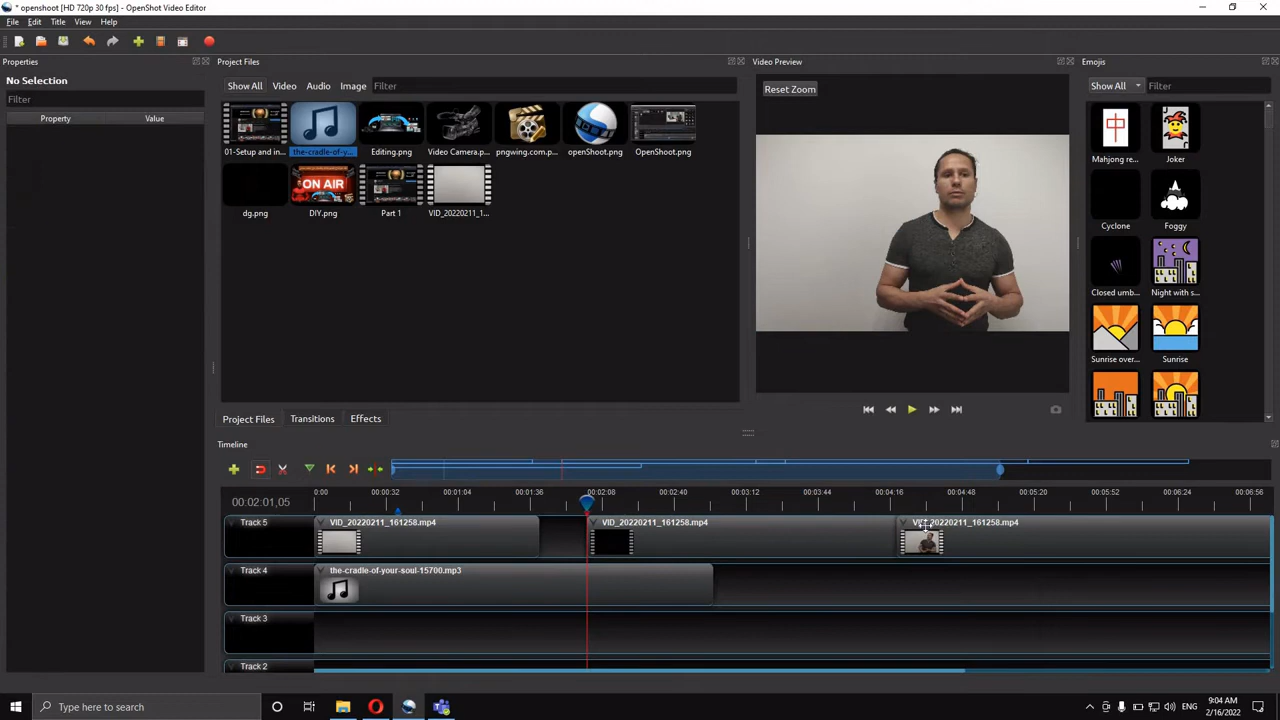 * openshoot [HD 720p 30 fps] - OpenShot Video Editor
File Edit Title View Help
Properties
Project Files
Video Preview
Emojis
No Selection
Filter
Property Value
Show All Video Audio Image Filter
Reset Zoom
Show All Filter
01-Setup and in...
the-cradle-of-y...
Editing.png
Video Camera.p...
pngwing.com.p...
openShoot.png
OpenShot.png
ON AIR
dg.png
DIY.png
Part 1
VID_20220211_1...
Mahjong re...
Joker
Cyclone
Foggy
Closed umb...
Night with s...
Sunrise over...
Sunrise
Project Files Transitions Effects
Timeline
00:02:01,05
0:00 00:00:32 00:01:04 00:01:36 00:02:08 00:02:40 00:03:12 00:03:44 00:04:16 00:04:48 00:05:20 00:05:52 00:06:24 00:06:56
Track 5
VID_20220211_161258.mp4
VID_20220211_161258.mp4
VID_20220211_161258.mp4
Track 4
the-cradle-of-your-soul-15700.mp3
Track 3
Track 2
Type here to search
ENG
9:04 AM
2/16/2022